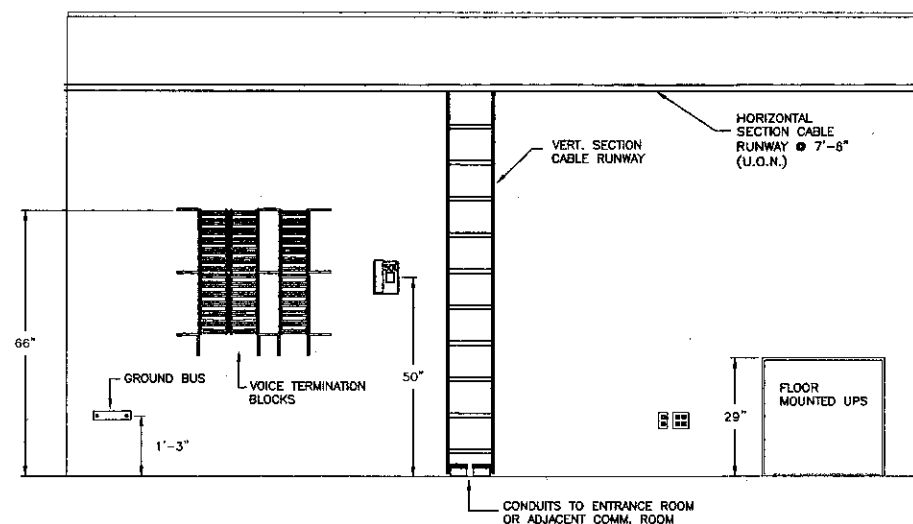 HORIZONTAL
SECTION CABLE
RUNWAY @ 7'-6"
(U.O.N.)
VERT. SECTION
CABLE RUNWAY
66"
GROUND BUS
VOICE TERMINATION
BLOCKS
50"
1'-3"
29"
FLOOR
MOUNTED UPS
CONDUITS TO ENTRANCE ROOM
OR ADJACENT COMM. ROOM